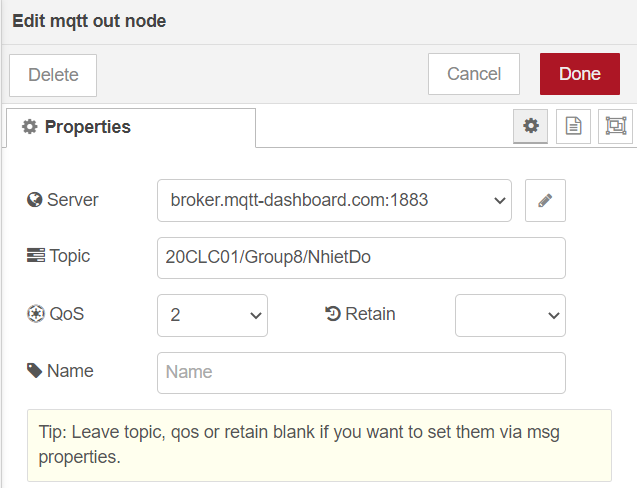 Edit mqtt out node
Delete
Cancel
Done
Properties
Server
broker.mqtt-dashboard.com:1883
Topic
20CLC01/Group8/NhietDo
QoS
2
Retain
Name
Name
Tip: Leave topic, qos or retain blank if you want to set them via msg
properties.